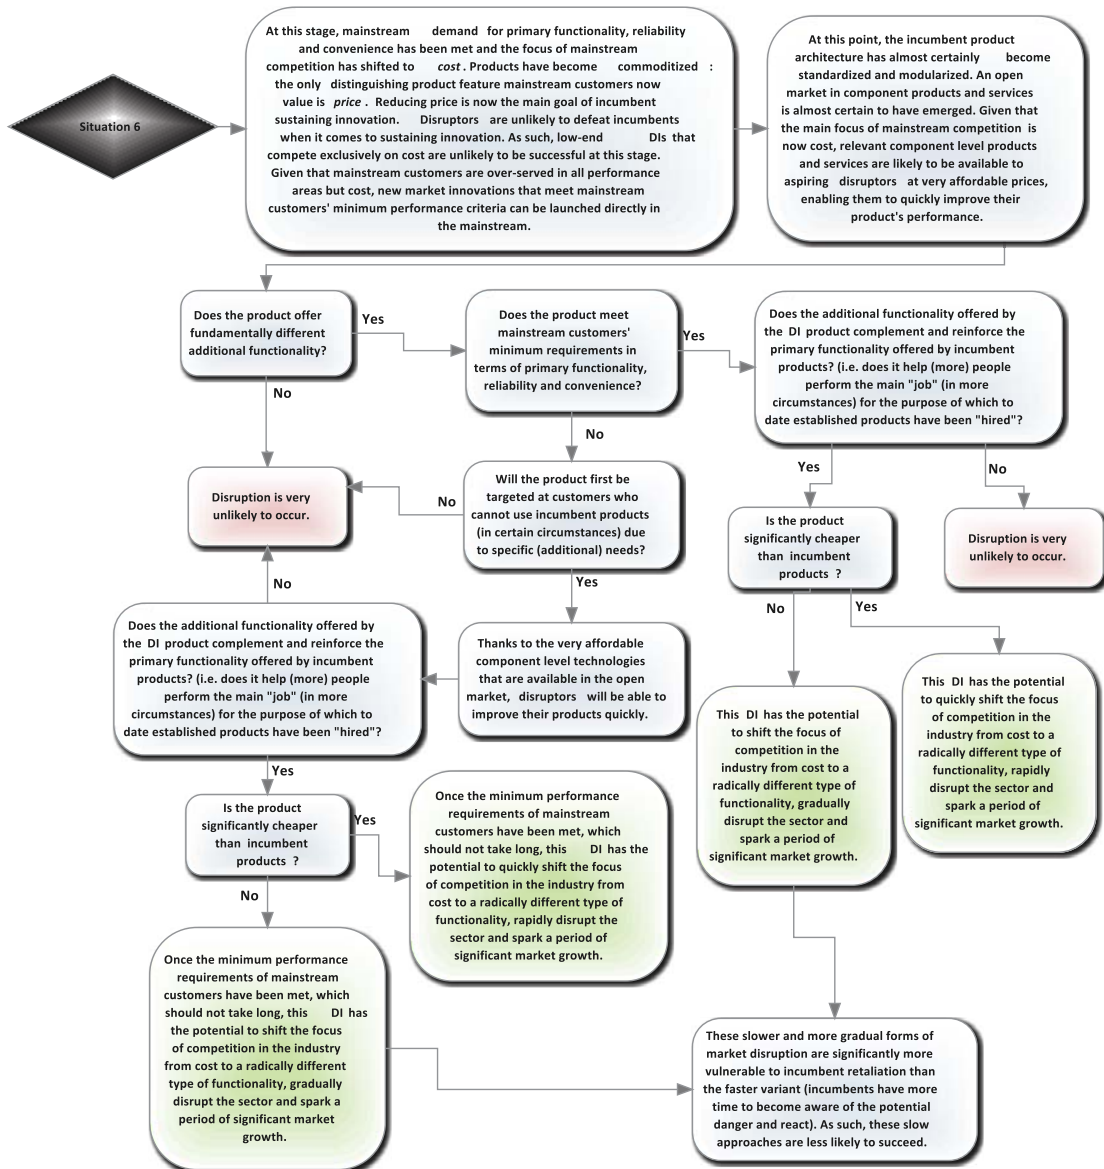 Situation 6
At this stage, mainstream demand for primary functionality, reliability
and convenience has been met and the focus of mainstream
competition has shifted to cost. Products have become commoditized :
the only distinguishing product feature mainstream customers now
value is price. Reducing price is now the main goal of incumbent
sustaining innovation. Disruptors are unlikely to defeat incumbents
when it comes to sustaining innovation. As such, low-end DIs that
compete exclusively on cost are unlikely to be successful at this stage.
Given that mainstream customers are over-served in all performance
areas but cost, new market innovations that meet mainstream
customers' minimum performance criteria can be launched directly in
the mainstream.
At this point, the incumbent product
architecture has almost certainly become
standardized and modularized. An open
market in component products and services
is almost certain to have emerged. Given that
the main focus of mainstream competition is
now cost, relevant component level products
and services are likely to be available to
aspiring disruptors at very affordable prices,
enabling them to quickly improve their
product's performance.
Does the product offer
fundamentally different
additional functionality?
Yes
No
Does the product meet
mainstream customers'
minimum requirements in
terms of primary functionality,
reliability and convenience?
Yes
No
Does the additional functionality offered by
the DI product complement and reinforce the
primary functionality offered by incumbent
products? (i.e. does it help (more) people
perform the main "job" (in more
circumstances) for the purpose of which to
date established products have been "hired"?
Yes
No
Disruption is very
unlikely to occur.
No
Will the product first be
targeted at customers who
cannot use incumbent products
(in certain circumstances) due
to specific (additional) needs?
Yes
Is the product
significantly cheaper
than incumbent
products ?
No
Yes
Disruption is very
unlikely to occur.
No
Does the additional functionality offered by
the DI product complement and reinforce the
primary functionality offered by incumbent
products? (i.e. does it help (more) people
perform the main "job" (in more
circumstances) for the purpose of which to
date established products have been "hired"?
Yes
Thanks to the very affordable
component level technologies
that are available in the open
market, disruptors will be able to
improve their products quickly.
This DI has the potential
to shift the focus of
competition in the
industry from cost to a
radically different type of
functionality, gradually
disrupt the sector and
spark a period of
significant market growth.
This DI has the potential
to quickly shift the focus
of competition in the
industry from cost to a
radically different type of
functionality, rapidly
disrupt the sector and
spark a period of
significant market growth.
Is the product
significantly cheaper
than incumbent
products ?
Yes
No
Once the minimum performance
requirements of mainstream
customers have been met, which
should not take long, this DI has the
potential to quickly shift the focus
of competition in the industry from
cost to a radically different type of
functionality, rapidly disrupt the
sector and spark a period of
significant market growth.
Once the minimum performance
requirements of mainstream
customers have been met, which
should not take long, this DI has
the potential to shift the focus
of competition in the industry
from cost to a radically different
type of functionality, gradually
disrupt the sector and spark a
period of significant market
growth.
These slower and more gradual forms of
market disruption are significantly more
vulnerable to incumbent retaliation than
the faster variant (incumbents have more
time to become aware of the potential
danger and react). As such, these slow
approaches are less likely to succeed.